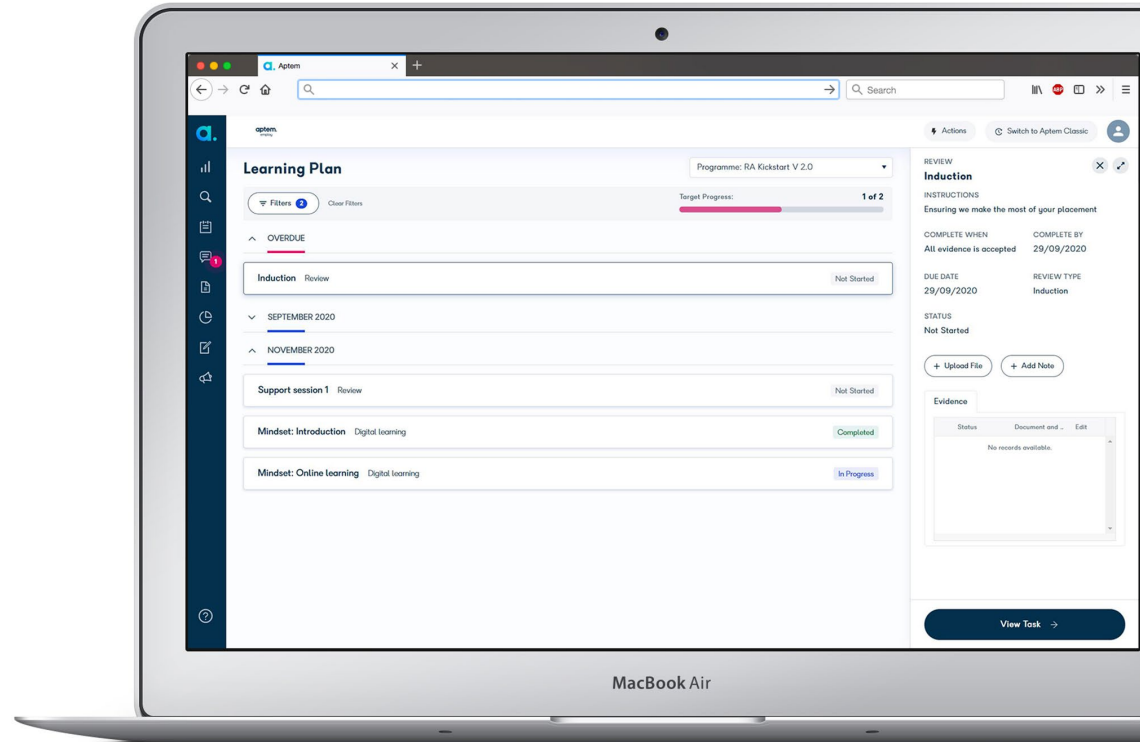 a. Aptem
Search
a.
aptem.
employ
Actions
Switch to Aptem Classic
Learning Plan
Programme: RA Kickstart V 2.0
Filters 2
Clear Filters
Target Progress:
1 of 2
OVERDUE
Induction Review
Not Started
SEPTEMBER 2020
NOVEMBER 2020
Support session 1 Review
Not Started
Mindset: Introduction Digital learning
Completed
Mindset: Online learning Digital learning
In Progress
1
?
REVIEW
Induction
INSTRUCTIONS
Ensuring we make the most of your placement
COMPLETE WHEN COMPLETE BY
All evidence is accepted 29/09/2020
DUE DATE REVIEW TYPE
29/09/2020 Induction
STATUS
Not Started
+ Upload File + Add Note
Evidence
Status Document and .. Edit
No records available.
View Task →
ABP
MacBook Air